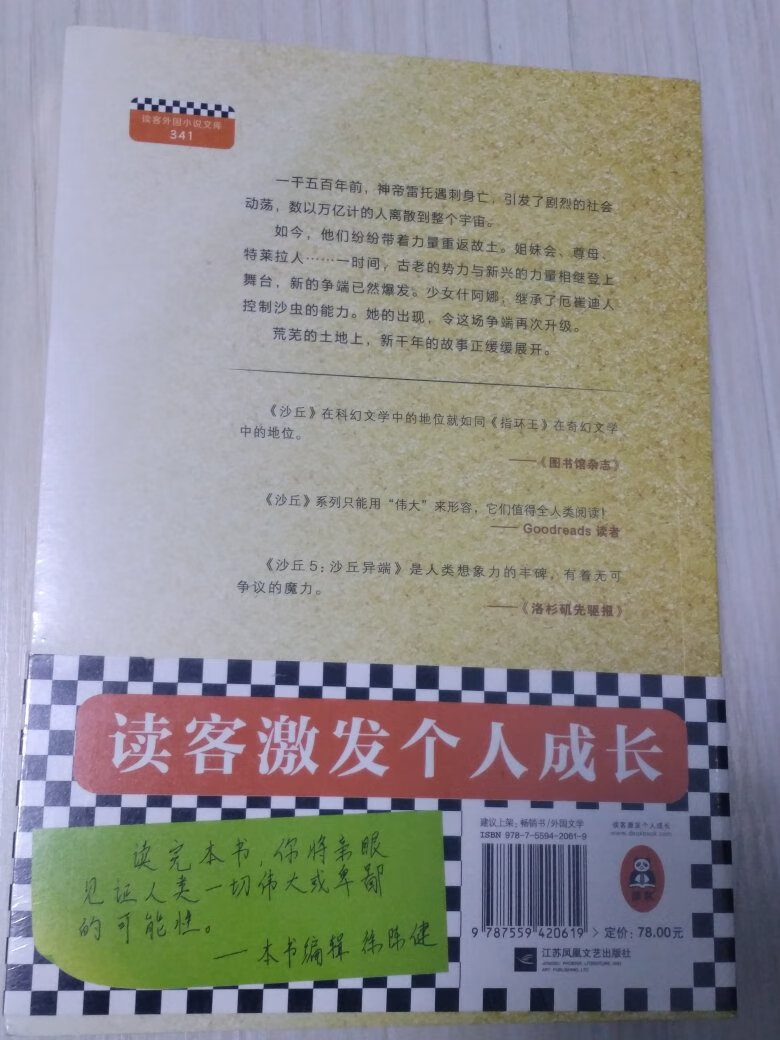 读客外国小说文库
341
一千五百年前，神帝雷托遇刺身亡，引发了剧烈的社会
动荡，数以万亿计的人离散到整个宇宙。
如今，他们纷纷带着力量重返故土。姐妹会、尊母、
特莱拉人……一时间，古老的势力与新兴的力量相继登上
舞台，新的争端已然爆发。少女什阿娜，继承了厄崔迪人
控制沙虫的能力。她的出现，令这场争端再次升级。
荒芜的土地上，新千年的故事正缓缓展开。
《沙丘》在科幻文学中的地位就如同《指环王》在奇幻文学
中的地位。
——《图书馆杂志》
《沙丘》系列只能用“伟大”来形容，它们值得全人类阅读！
—— Goodreads 读者
《沙丘5：沙丘异端》是人类想象力的丰碑，有着无可
争议的魔力。
——《洛杉矶先驱报》
读客激发个人成长
读完本书，你将亲眼
见证人类一切伟大或卑鄙
的可能性。
——本书编辑 徐陈健
建议上架：畅销书/外国文学
ISBN 978-7-5594-2061-9
9 787559 420619 >
定价：78.00元
读客激发个人成长
www.dookbook.com
读客
江苏凤凰文艺出版社
JIANGSU PHOENIX LITERATURE AND
ART PUBLISHING, LTD